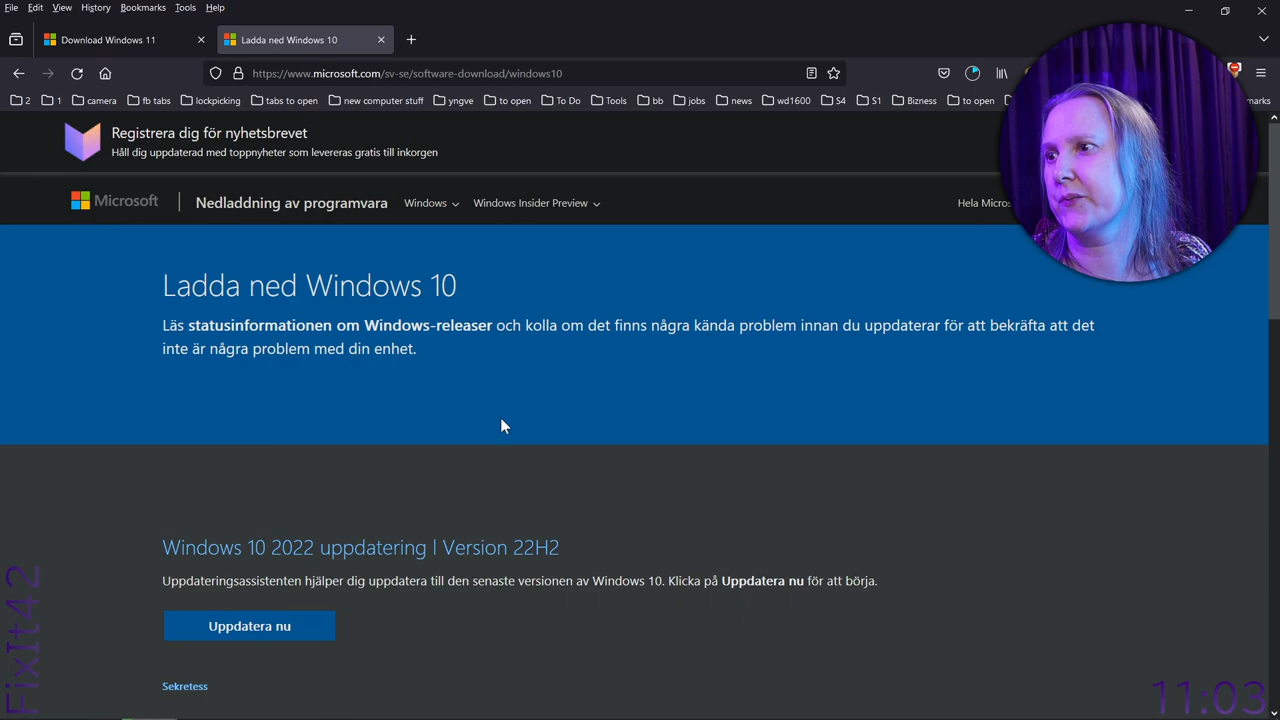 File Edit View History Bookmarks Tools Help
Download Windows 11
Ladda ned Windows 10
https://www.microsoft.com/sv-se/software-download/windows10
2 1 camera fb tabs lockpicking tabs to open new computer stuff yngve to open To Do Tools bb jobs news wd1600 S4 S1 Bizness to open
Registrera dig för nyhetsbrevet
Håll dig uppdaterad med toppnyheter som levereras gratis till inkorgen
Microsoft
Nedladdning av programvara
Windows
Windows Insider Preview
Hela
Ladda ned Windows 10
Läs statusinformationen om Windows-releaser och kolla om det finns några kända problem innan du uppdaterar för att bekräfta att det
inte är några problem med din enhet.
Windows 10 2022 uppdatering | Version 22H2
Uppdateringsassistenten hjälper dig uppdatera till den senaste versionen av Windows 10. Klicka på Uppdatera nu för att börja.
Uppdatera nu
Sekretess
FixIt42
11:03